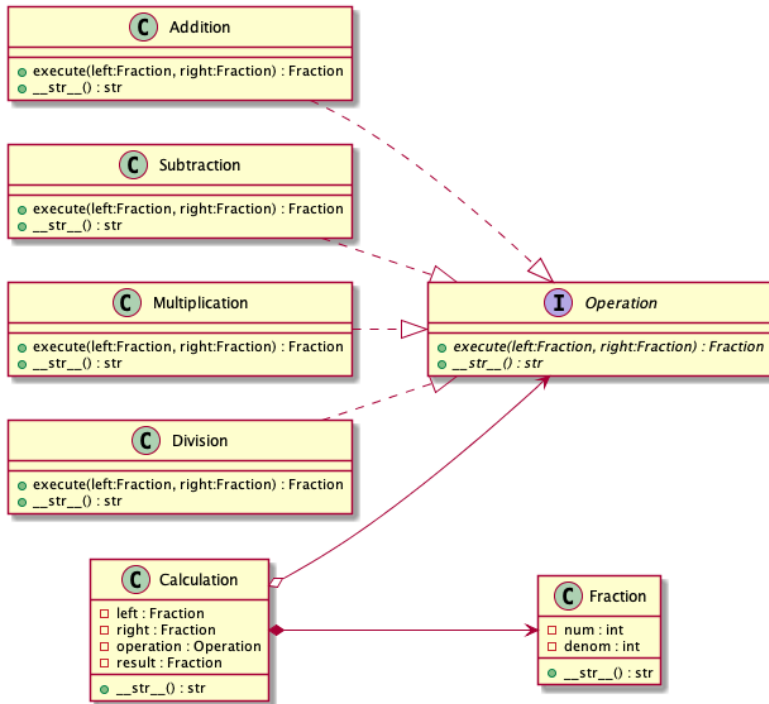 C Addition
execute(left:Fraction, right:Fraction) : Fraction
__str__() : str
C Subtraction
execute(left:Fraction, right:Fraction) : Fraction
__str__() : str
C Multiplication
execute(left:Fraction, right:Fraction) : Fraction
__str__() : str
I Operation
execute(left:Fraction, right:Fraction) : Fraction
__str__() : str
C Division
execute(left:Fraction, right:Fraction) : Fraction
__str__() : str
C Calculation
left : Fraction
right : Fraction
operation : Operation
result : Fraction
__str__() : str
C Fraction
num : int
denom : int
__str__() : str